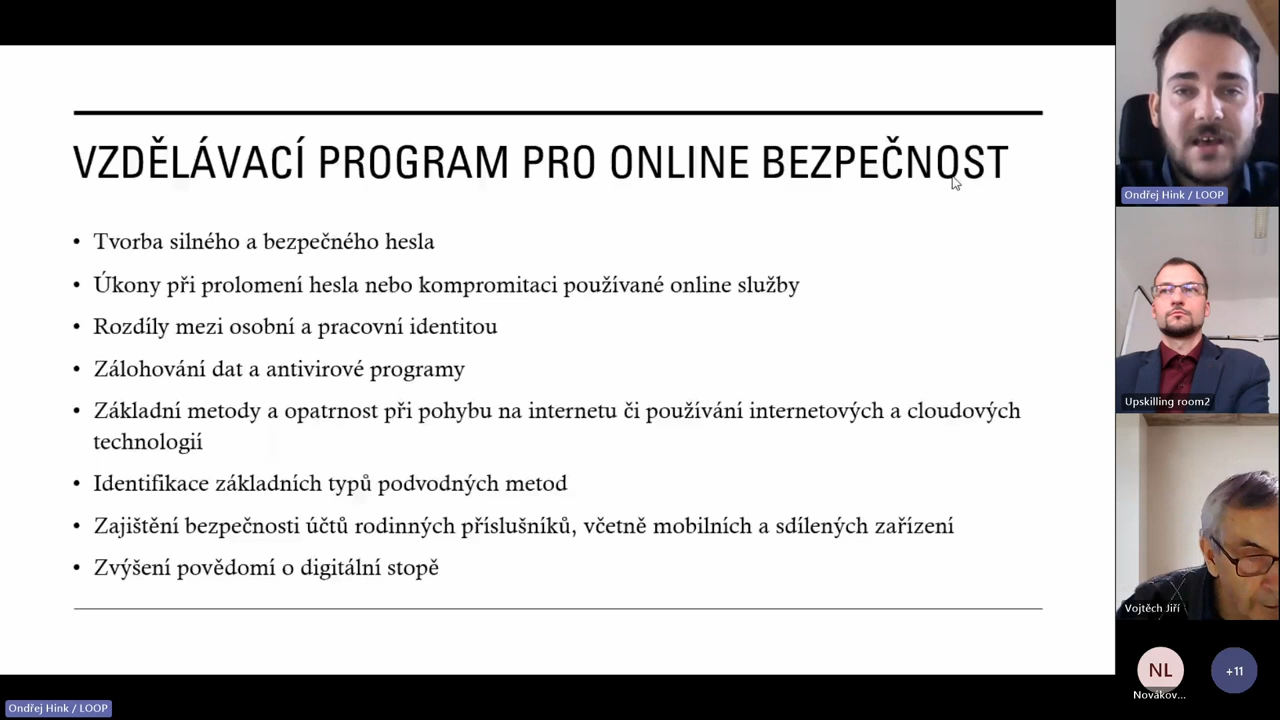 VZDĚLÁVACÍ PROGRAM PRO ONLINE BEZPEČNOST
• Tvorba silného a bezpečného hesla
• Úkony při prolomení hesla nebo kompromitaci používané online služby
• Rozdíly mezi osobní a pracovní identitou
• Zálohování dat a antivirové programy
• Základní metody a opatrnost při pohybu na internetu či používání internetových a cloudových
technologií
• Identifikace základních typů podvodných metod
• Zajištění bezpečnosti účtů rodinných příslušníků, včetně mobilních a sdílených zařízení
• Zvýšení povědomí o digitální stopě
Ondřej Hink / LOOP
Upskilling room2
Vojtěch Jiří
NL
+11
Novákov...
Ondřej Hink / LOOP